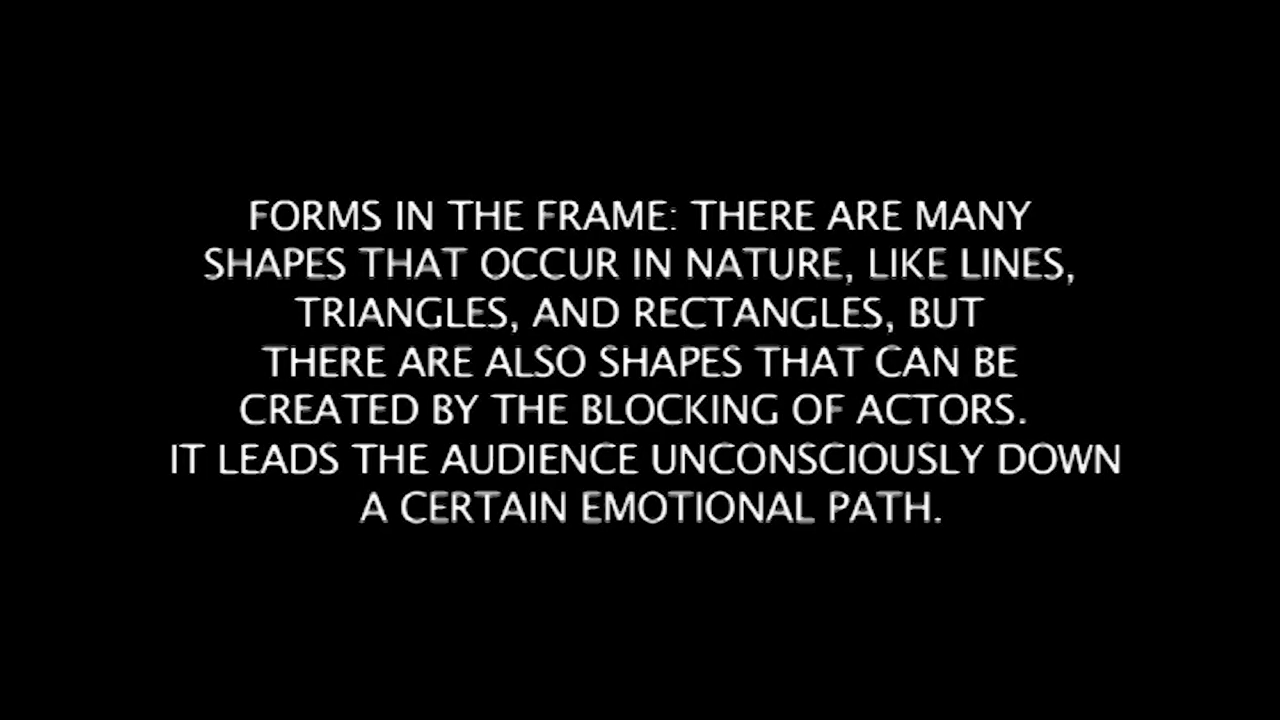 FORMS IN THE FRAME: THERE ARE MANY
SHAPES THAT OCCUR IN NATURE, LIKE LINES,
TRIANGLES, AND RECTANGLES, BUT
THERE ARE ALSO SHAPES THAT CAN BE
CREATED BY THE BLOCKING OF ACTORS.
IT LEADS THE AUDIENCE UNCONSCIOUSLY DOWN
A CERTAIN EMOTIONAL PATH.